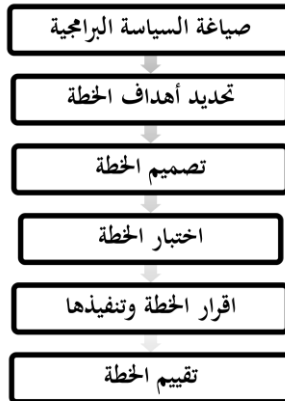 صياغة السياسة البرامجية
تحديد أهداف الخطة
تصميم الخطة
اختبار الخطة
اقرار الخطة وتنفيذها
تقييم الخطة